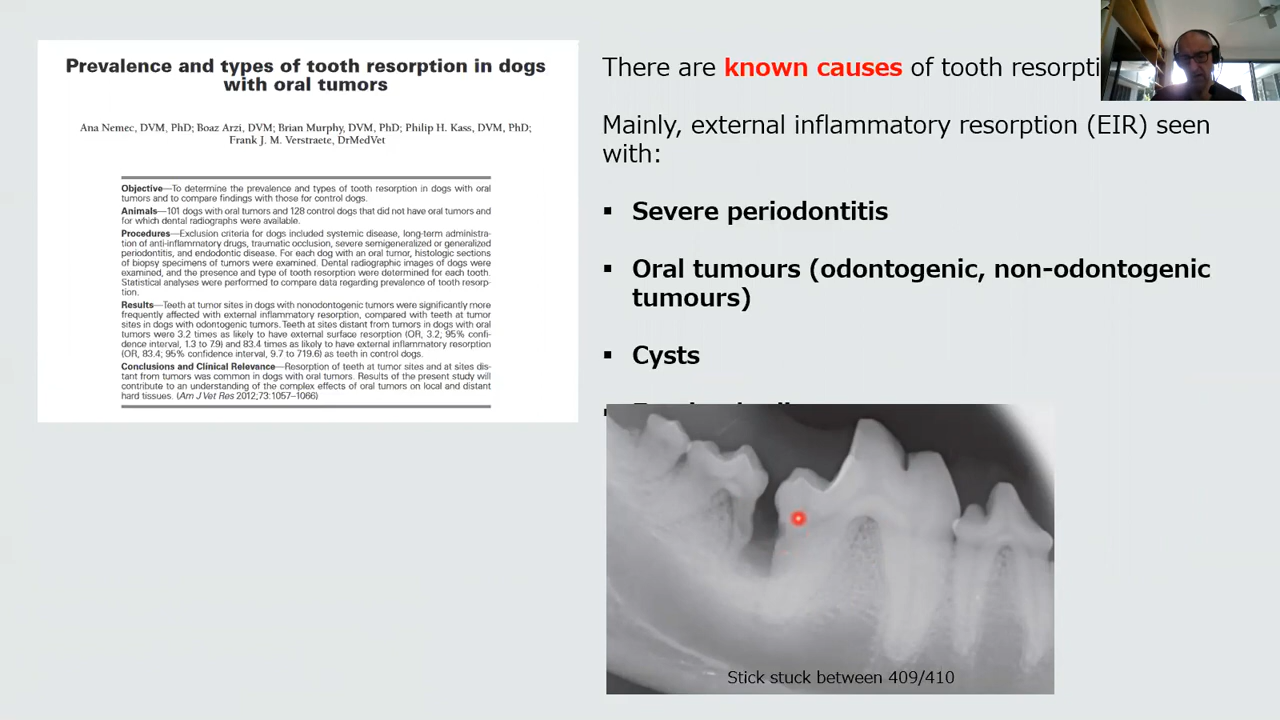 Prevalence and types of tooth resorption in dogs
with oral tumors
Ana Nemec, DVM, PhD; Boaz Arzi, DVM; Brian Murphy, DVM, PhD; Philip H. Kass, DVM, PhD;
Frank J. M. Verstraete, DrMedVet
Objective—To determine the prevalence and types of tooth resorption in dogs with oral
tumors and to compare findings with those for control dogs.
Animals—101 dogs with oral tumors and 128 control dogs that did not have oral tumors and
for which dental radiographs were available.
Procedures—Exclusion criteria for dogs included systemic disease, long-term administra-
tion of anti-inflammatory drugs, traumatic occlusion, severe semigeneralized or generalized
periodontitis, and endodontic disease. For each dog with an oral tumor, histologic sections
of biopsy specimens of tumors were examined. Dental radiographic images of dogs were
examined, and the presence and type of tooth resorption were determined for each tooth.
Statistical analyses were performed to compare data regarding prevalence of tooth resorp-
tion.
Results—Teeth at tumor sites in dogs with nonodontogenic tumors were significantly more
frequently affected with external inflammatory resorption, compared with teeth at tumor
sites in dogs with odontogenic tumors. Teeth at sites distant from tumors in dogs with oral
tumors were 3.2 times as likely to have external surface resorption (OR, 3.2; 95% confi-
dence interval, 1.3 to 7.9) and 83.4 times as likely to have external inflammatory resorption
(OR, 83.4; 95% confidence interval, 9.7 to 719.6) as teeth in control dogs.
Conclusions and Clinical Relevance—Resorption of teeth at tumor sites and at sites dis-
tant from tumors was common in dogs with oral tumors. Results of the present study will
contribute to an understanding of the complex effects of oral tumors on local and distant
hard tissues. (Am J Vet Res 2012;73:1057–1066)
There are known causes of tooth resorpti
Mainly, external inflammatory resorption (EIR) seen
with:
▪ Severe periodontitis
▪ Oral tumours (odontogenic, non-odontogenic
tumours)
▪ Cysts
Stick stuck between 409/410